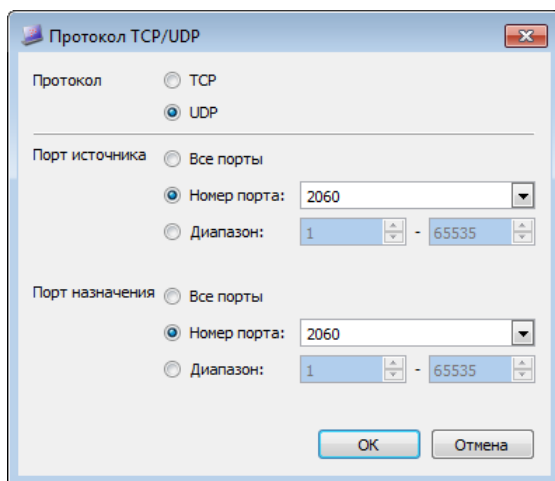 Протокол TCP/UDP
Протокол TCP
UDP
Порт источника Все порты
Номер порта: 2060
Диапазон: 1 - 65535
Порт назначения Все порты
Номер порта: 2060
Диапазон: 1 - 65535
OK Отмена